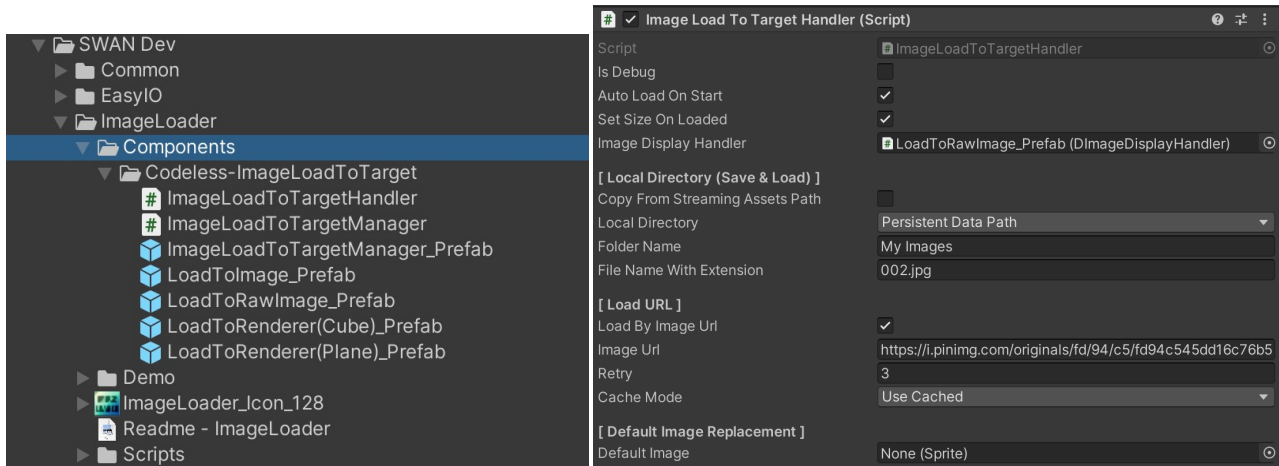 SWAN Dev
Common
EasyIO
ImageLoader
Components
Codeless-ImageLoadToTarget
ImageLoadToTargetHandler
ImageLoadToTargetManager
ImageLoadToTargetManager_Prefab
LoadToImage_Prefab
LoadToRawImage_Prefab
LoadToRenderer(Cube)_Prefab
LoadToRenderer(Plane)_Prefab
Demo
ImageLoader_Icon_128
Readme - ImageLoader
Scripts
Image Load To Target Handler (Script)
Script ImageLoadToTargetHandler
Is Debug
Auto Load On Start
Set Size On Loaded
Image Display Handler LoadToRawImage_Prefab (DImageDisplayHandler)
[ Local Directory (Save & Load) ]
Copy From Streaming Assets Path
Local Directory Persistent Data Path
Folder Name My Images
File Name With Extension 002.jpg
[ Load URL ]
Load By Image Url
Image Url https://i.pinimg.com/originals/fd/94/c5/fd94c545dd16c76b5
Retry 3
Cache Mode Use Cached
[ Default Image Replacement ]
Default Image None (Sprite)